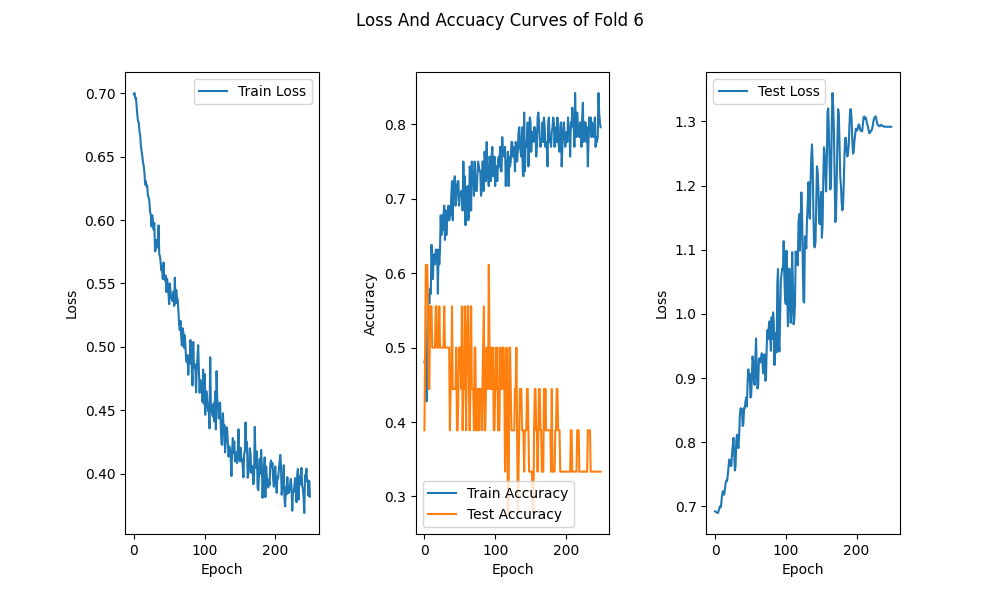 Loss And Accuacy Curves of Fold 6
Train Loss
0.70
0.65
0.60
0.55
0.50
0.45
0.40
Loss
0
100
200
Epoch
0.8
0.7
0.6
0.5
0.4
0.3
Accuracy
Train Accuracy
Test Accuracy
0
100
200
Epoch
Test Loss
1.3
1.2
1.1
1.0
0.9
0.8
0.7
Loss
0
100
200
Epoch